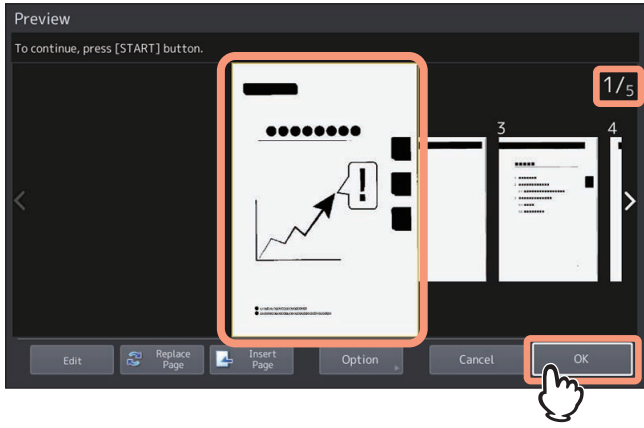 Preview
To continue, press [START] button.
1/5
3
4
!
Edit
Replace
Page
Insert
Page
Option
Cancel
OK